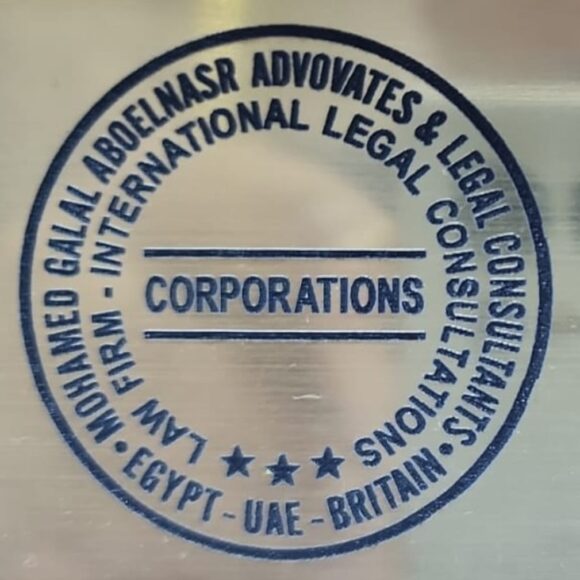 MOHAMED GALAL ABOELNASR ADVOVATES & LEGAL CONSULTANTS
LAW FIRM - INTERNATIONAL LEGAL CONSULTATIONS
CORPORATIONS
• EGYPT - UAE - BRITAIN •